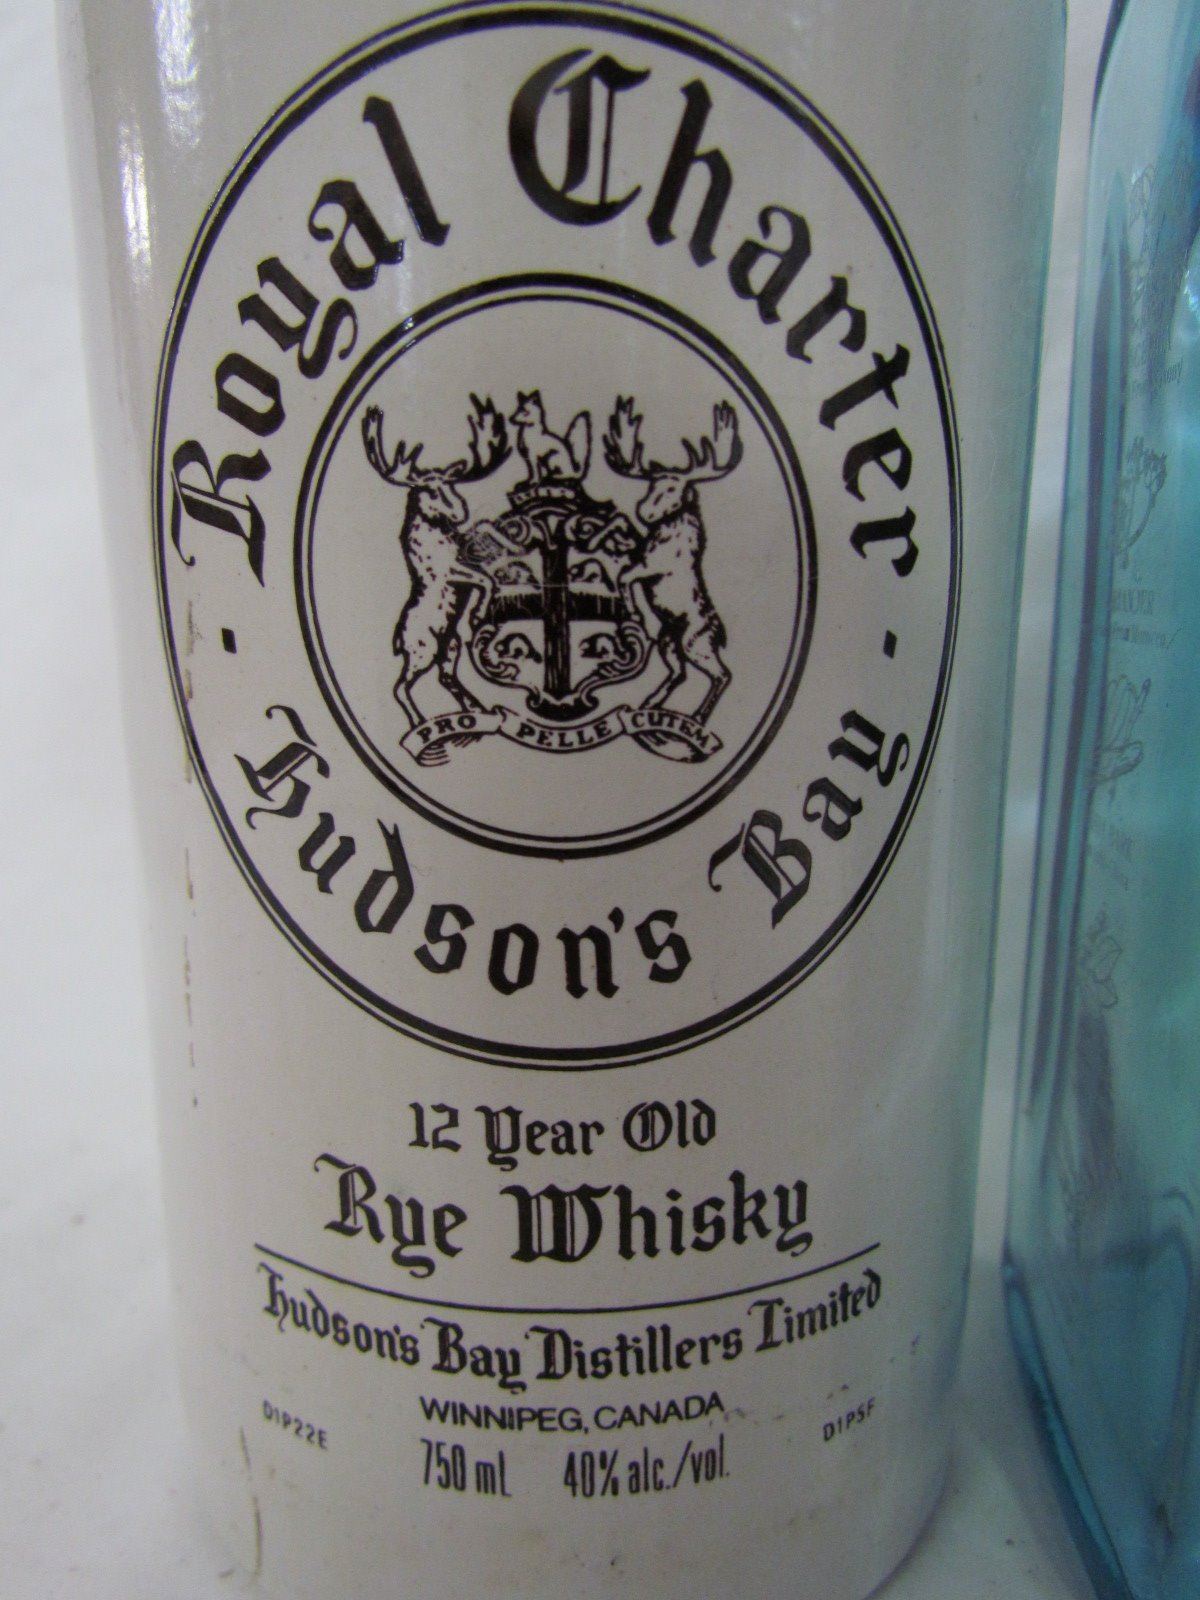 Royal Charter
- Hudson's Bay -
PRO PELLE CUTEM
12 Year Old
Rye Whisky
Hudson's Bay Distillers Limited
WINNIPEG, CANADA
D1P22E
D1PSF
750 ml 40% alc./vol.